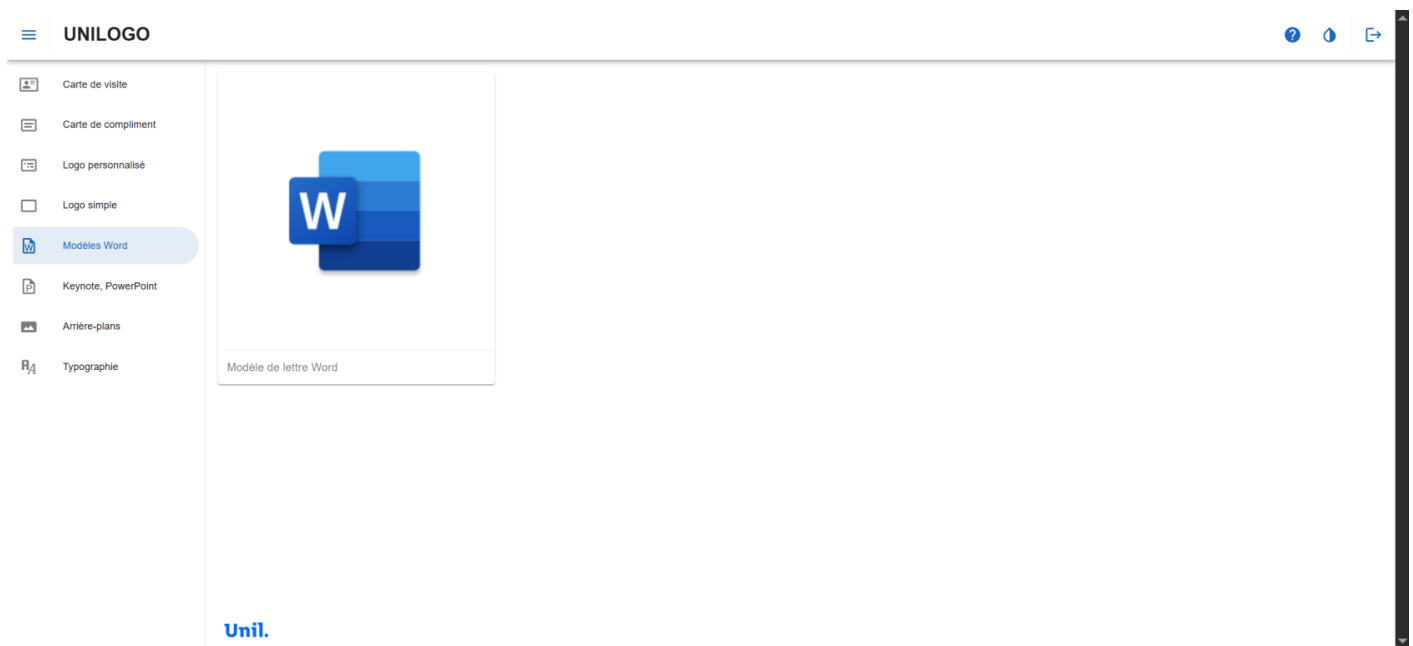 UNILOGO
Carte de visite
Carte de compliment
Logo personnalisé
Logo simple
Modèles Word
Keynote, PowerPoint
Arrière-plans
Typographie
W
Modèle de lettre Word
Unil.